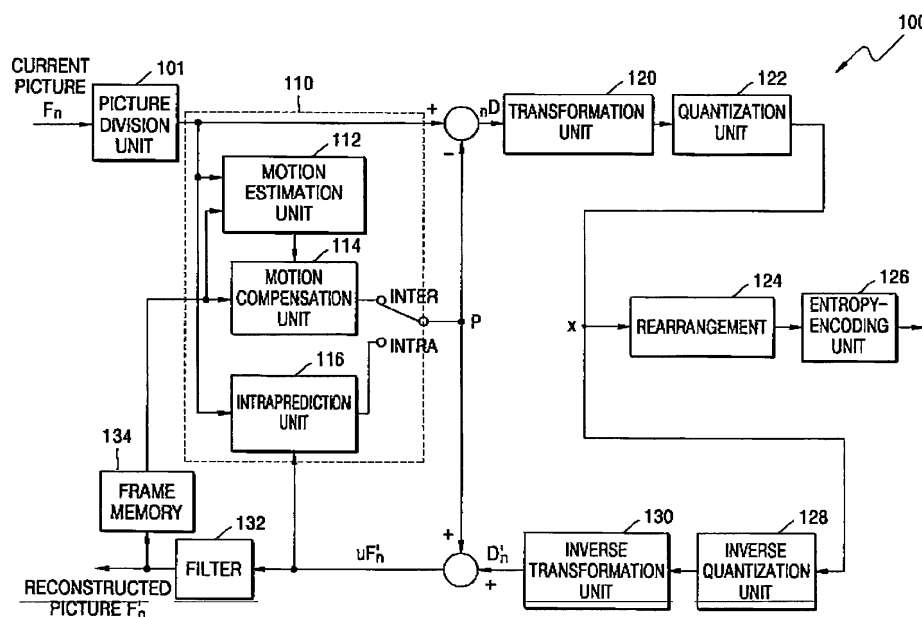 100
CURRENT
PICTURE
Fn
101
PICTURE
DIVISION
UNIT
110
+
−
nD
120
TRANSFORMATION
UNIT
122
QUANTIZATION
UNIT
112
MOTION
ESTIMATION
UNIT
114
MOTION
COMPENSATION
UNIT
INTER
INTRA
P
116
INTRAPREDICTION
UNIT
x
124
REARRANGEMENT
126
ENTROPY-
ENCODING
UNIT
134
FRAME
MEMORY
132
FILTER
uF'n
+
+
D'n
130
INVERSE
TRANSFORMATION
UNIT
128
INVERSE
QUANTIZATION
UNIT
RECONSTRUCTED
PICTURE F'n